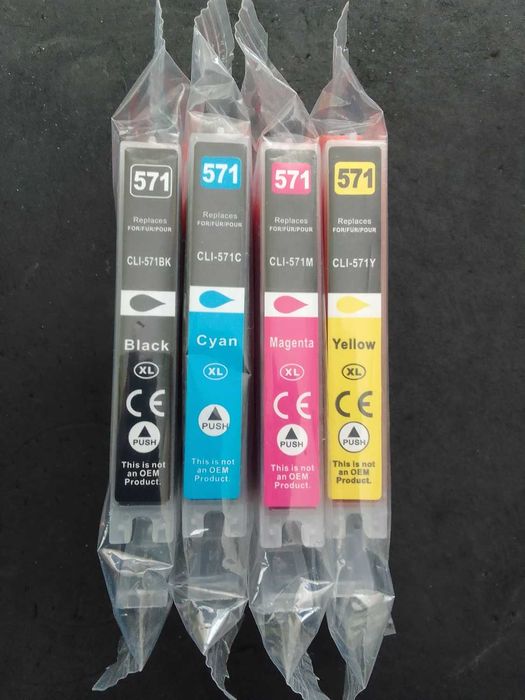 571
Replaces
FOR/FÜR/POUR
CLI-571BK
Black
XL
CE
PUSH
This is not
an OEM
Product.
571
Replaces
FOR/FÜR/POUR
CLI-571C
Cyan
XL
PUSH
This is not
an OEM
Product.
571
Replaces
FOR/FÜR/POUR
CLI-571M
Magenta
XL
CE
PUSH
This is not
an OEM
Product.
571
Replaces
FOR/FÜR/POUR
CLI-571Y
Yellow
XL
CE
PUSH
This is not
an OEM
Product.